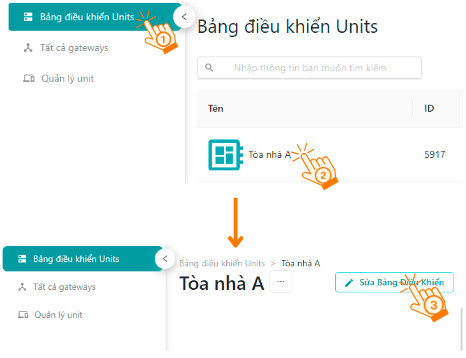 Bảng điều khiển Units
Tất cả gateways
Quản lý unit
1
Bảng điều khiển Units
Nhập thông tin bạn muốn tìm kiếm
Tên
ID
Tòa nhà A
5917
2
Bảng điều khiển Units
Tất cả gateways
Quản lý unit
Bảng điều khiển Units > Tòa nhà A
Tòa nhà A ...
Sửa Bảng Điều Khiển
3